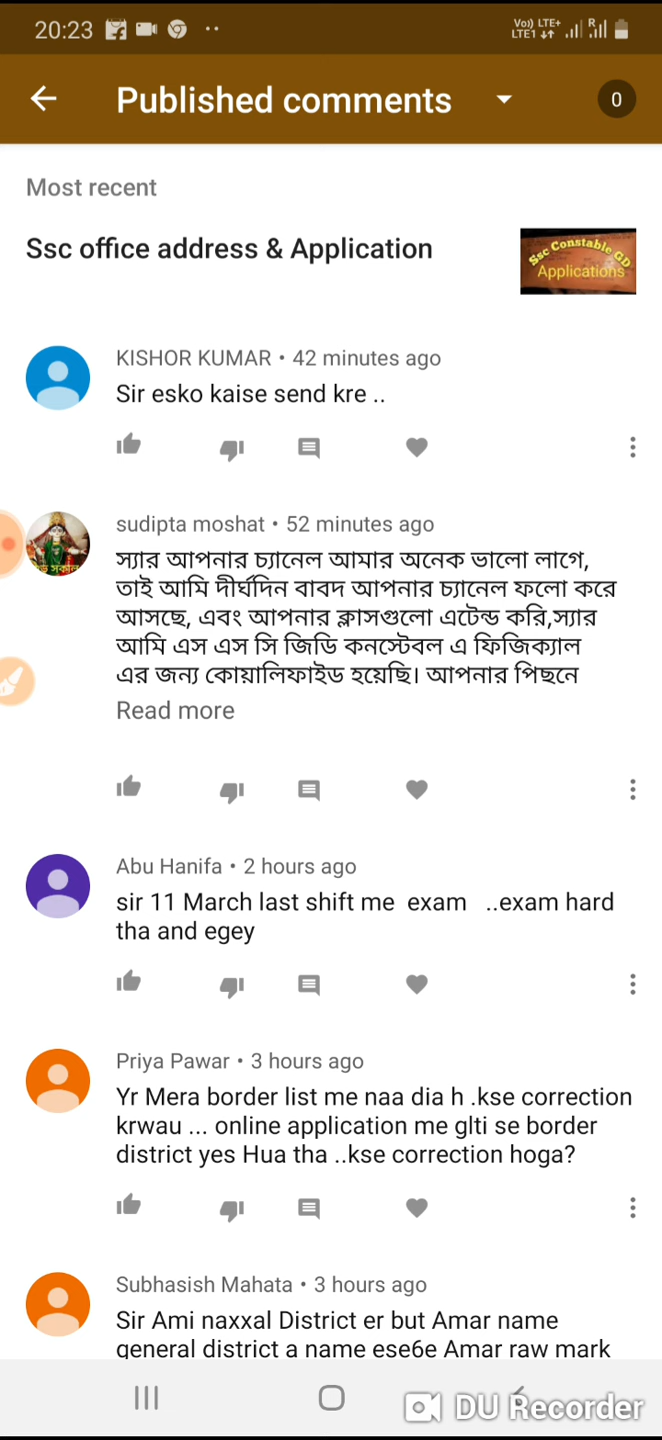 20:23
Vo) LTE+
LTE1
R
Published comments
0
Most recent
Ssc office address & Application
Ssc Constable GD
Applications
KISHOR KUMAR • 42 minutes ago
Sir esko kaise send kre ..
sudipta moshat • 52 minutes ago
স্যার আপনার চ্যানেল আমার অনেক ভালো লাগে,
তাই আমি দীর্ঘদিন বাবদ আপনার চ্যানেল ফলো করে
আসছে, এবং আপনার ক্লাসগুলো এটেন্ড করি,স্যার
আমি এস এস সি জিডি কনস্টেবল এ ফিজিক্যাল
এর জন্য কোয়ালিফাইড হয়েছি। আপনার পিছনে
Read more
সকাল
Abu Hanifa • 2 hours ago
sir 11 March last shift me exam ..exam hard
tha and egey
Priya Pawar • 3 hours ago
Yr Mera border list me naa dia h .kse correction
krwau ... online application me glti se border
district yes Hua tha ..kse correction hoga?
Subhasish Mahata • 3 hours ago
Sir Ami naxxal District er but Amar name
general district a name ese6e Amar raw mark
DU Recorder